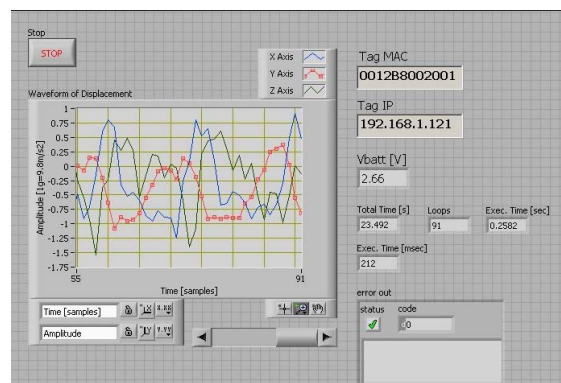 Stop
STOP
X Axis
Y Axis
Z Axis
Waveform of Displacement
Amplitude [1g=9.8m/s2]
1
0.75
0.5
0.25
0
-0.25
-0.5
-0.75
-1
-1.25
-1.5
-1.75
55
91
Time [samples]
Time [samples]
Amplitude
Tag MAC
0012B8002001
Tag IP
192.168.1.121
Vbatt [V]
2.66
Total Time [s] Loops Exec. Time [sec]
23.492 91 0.2582
Exec. Time [msec]
212
error out
status code
d0